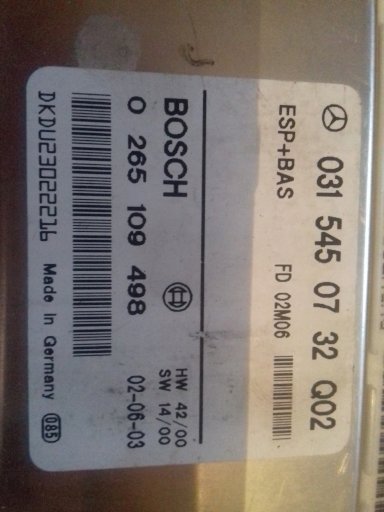 031 545 07 32 Q02
ESP+BAS FD 02M06
BOSCH HW 42/00
SW 14/00
0 265 109 498 02-06-03
DKDU23022216 Made In Germany 085